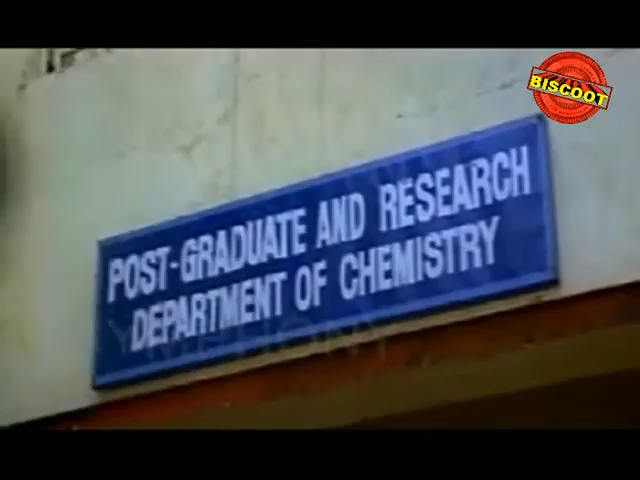 BISCOOT
POST-GRADUATE AND RESEARCH
DEPARTMENT OF CHEMISTRY